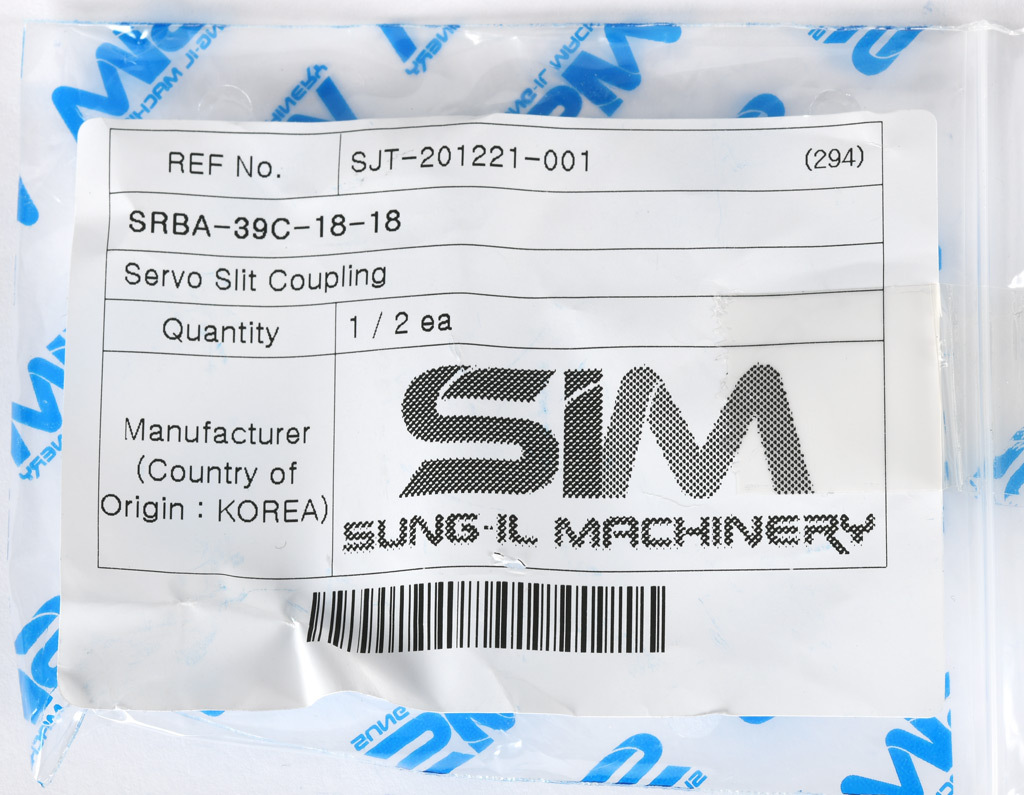 REF No. SJT-201221-001 (294)
SRBA-39C-18-18
Servo Slit Coupling
Quantity 1 / 2 ea
Manufacturer
(Country of
Origin : KOREA)
SIM
SUNG-IL MACHINERY